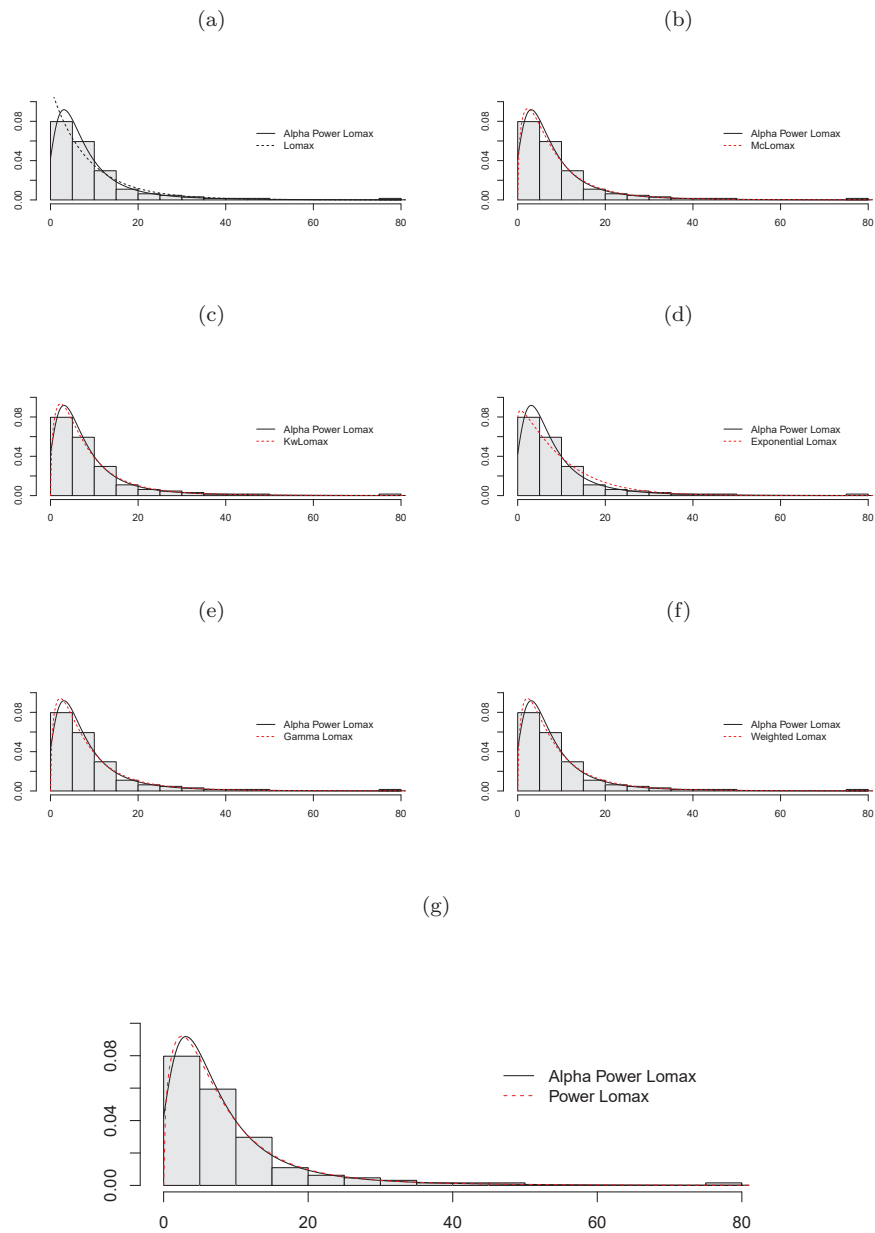 (a)
0.00 0.04 0.08
Alpha Power Lomax
Lomax
0 20 40 60 80
(b)
0.00 0.04 0.08
Alpha Power Lomax
McLomax
0 20 40 60 80
(c)
0.00 0.04 0.08
Alpha Power Lomax
KwLomax
0 20 40 60 80
(d)
0.00 0.04 0.08
Alpha Power Lomax
Exponential Lomax
0 20 40 60 80
(e)
0.00 0.04 0.08
Alpha Power Lomax
Gamma Lomax
0 20 40 60 80
(f)
0.00 0.04 0.08
Alpha Power Lomax
Weighted Lomax
0 20 40 60 80
(g)
0.00 0.04 0.08
Alpha Power Lomax
Power Lomax
0 20 40 60 80